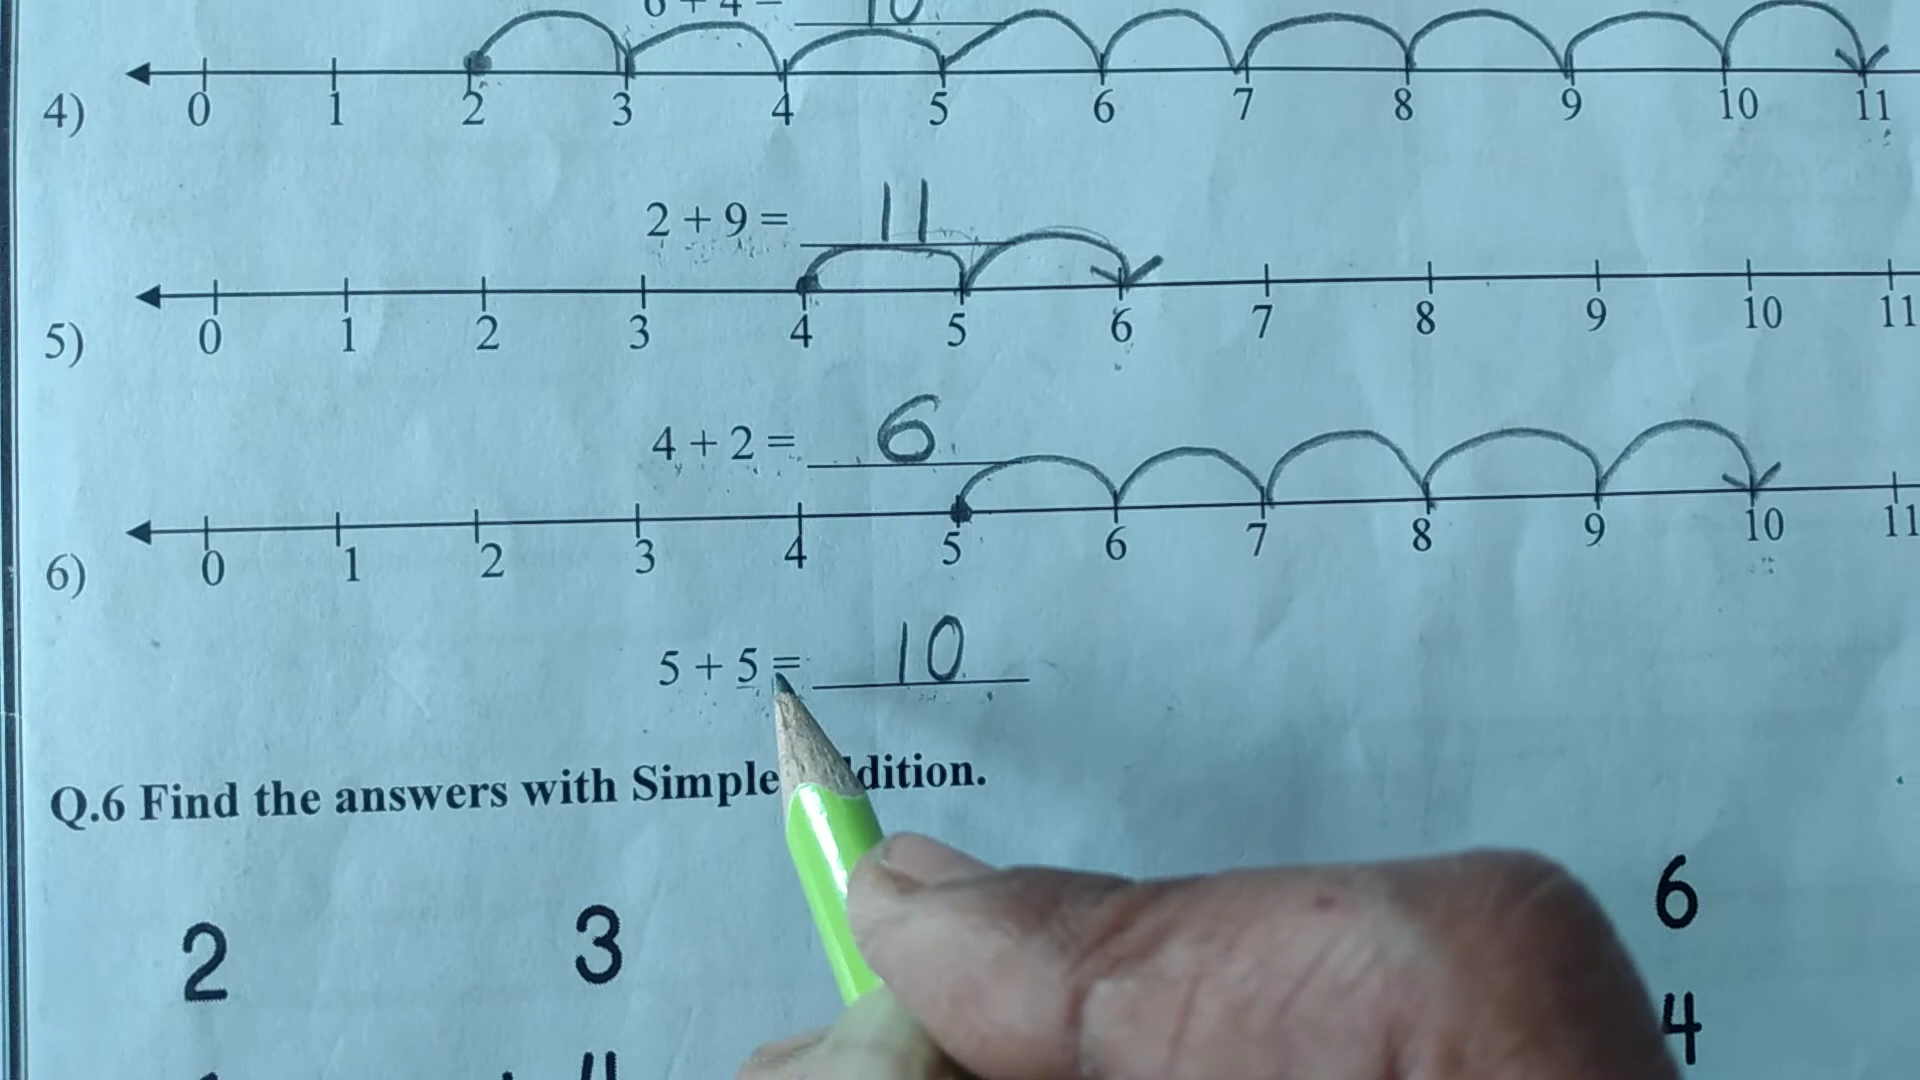 6 + 4 = 10
4) 0 1 2 3 4 5 6 7 8 9 10 11
2 + 9 = 11
5) 0 1 2 3 4 5 6 7 8 9 10 11
4 + 2 = 6
6) 0 1 2 3 4 5 6 7 8 9 10 11
5 + 5 = 10
Q.6 Find the answers with Simple
2 3 6
4